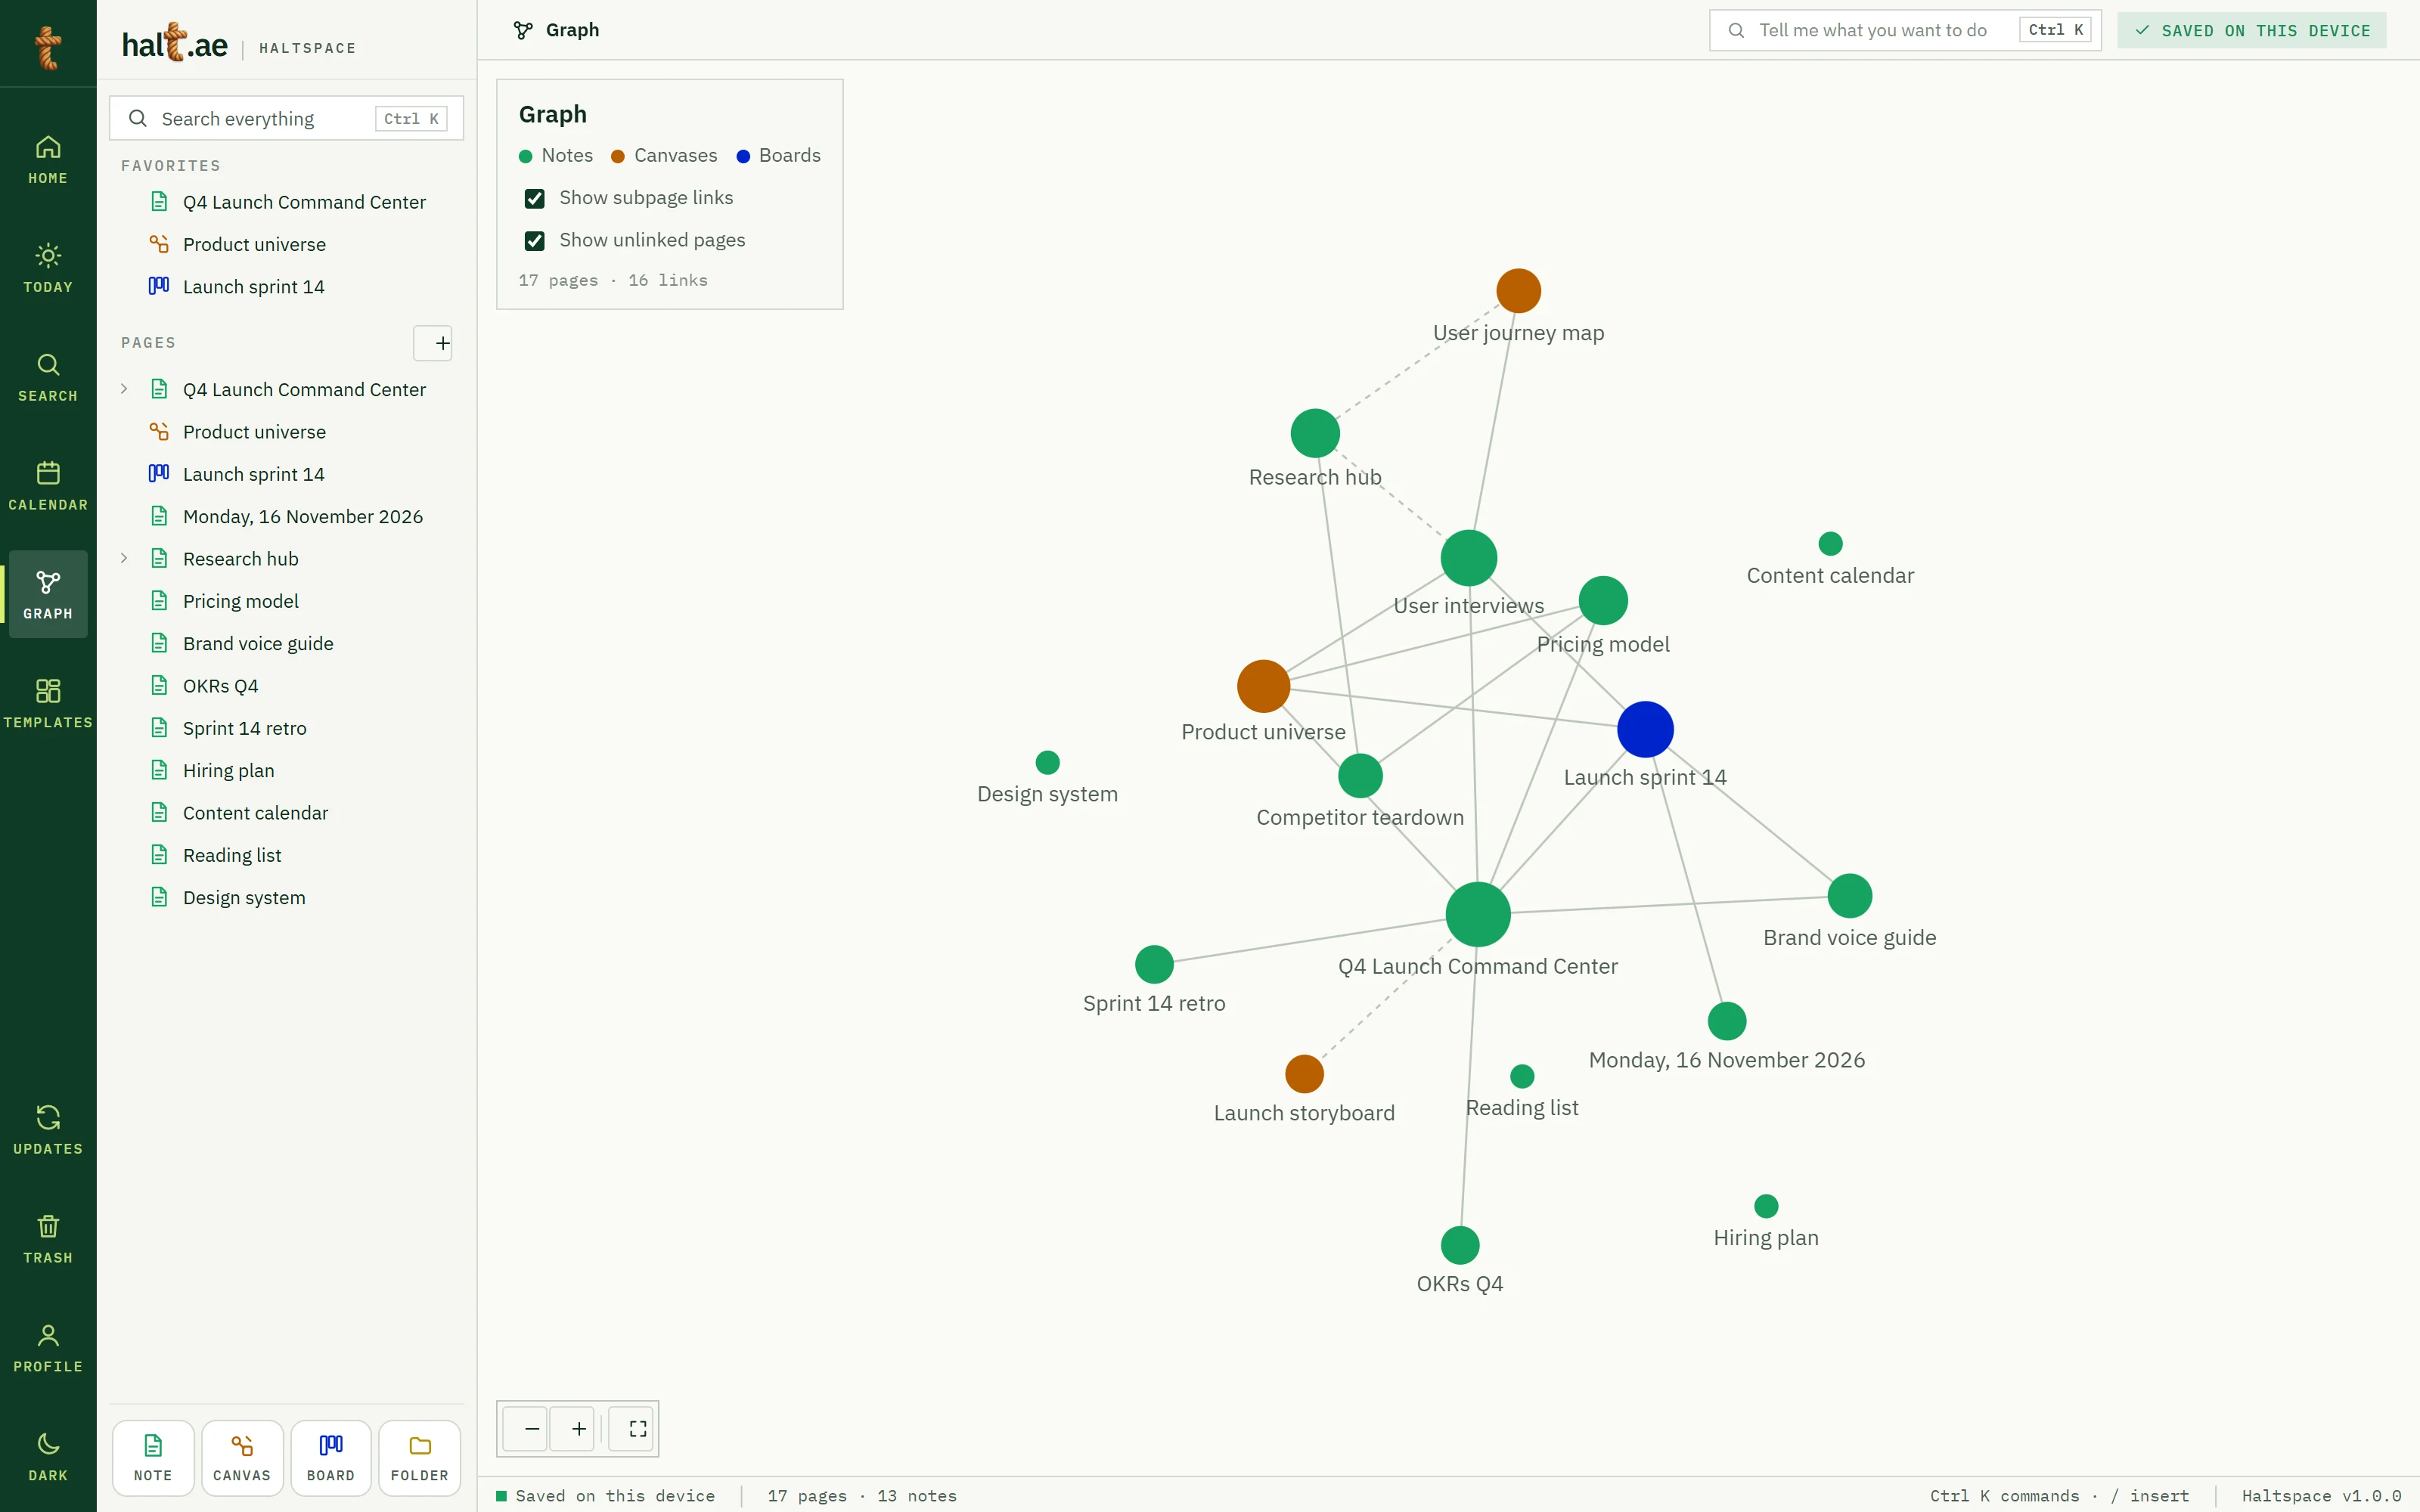 HOME
TODAY
SEARCH
CALENDAR
GRAPH
TEMPLATES
UPDATES
TRASH
PROFILE
DARK
halt.ae | HALTSPACE
Search everything Ctrl K
FAVORITES
Q4 Launch Command Center
Product universe
Launch sprint 14
PAGES
Q4 Launch Command Center
Product universe
Launch sprint 14
Monday, 16 November 2026
Research hub
Pricing model
Brand voice guide
OKRs Q4
Sprint 14 retro
Hiring plan
Content calendar
Reading list
Design system
NOTE CANVAS BOARD FOLDER
Graph
Tell me what you want to do Ctrl K
SAVED ON THIS DEVICE
Graph
Notes Canvases Boards
Show subpage links
Show unlinked pages
17 pages · 16 links
User journey map
Research hub
Content calendar
User interviews
Pricing model
Product universe
Launch sprint 14
Design system
Competitor teardown
Brand voice guide
Q4 Launch Command Center
Sprint 14 retro
Monday, 16 November 2026
Launch storyboard
Reading list
Hiring plan
OKRs Q4
Saved on this device
17 pages · 13 notes
Ctrl K commands · / insert
Haltspace v1.0.0